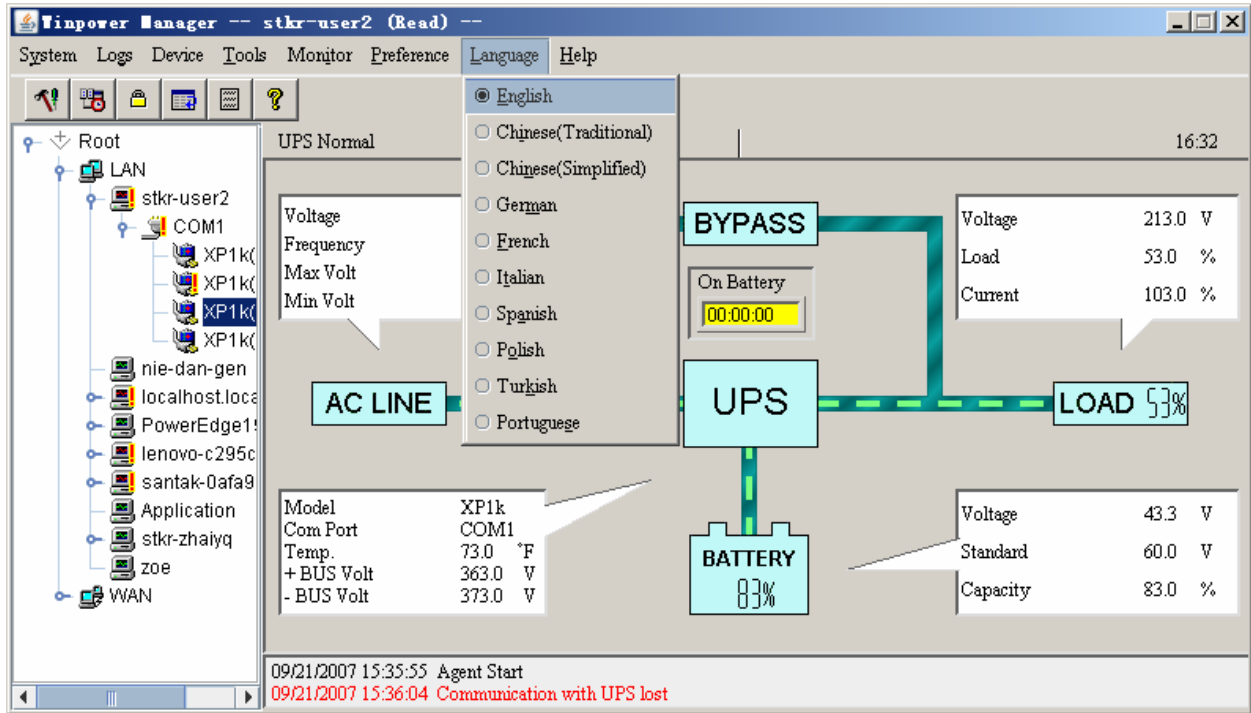 Winpower Manager -- stkr-user2 (Read) --
System Logs Device Tools Monitor Preference Language Help
English
Chinese(Traditional)
Chinese(Simplified)
German
French
Italian
Spanish
Polish
Turkish
Portuguese
Root
LAN
stkr-user2
COM1
XP1k(
XP1k(
XP1k(
XP1k(
nie-dan-gen
localhost.loca
PowerEdge1
lenovo-c295c
santak-0afa9
Application
stkr-zhaiyq
zoe
WAN
UPS Normal
16:32
Voltage
Frequency
Max Volt
Min Volt
BYPASS
On Battery
00:00:00
Voltage 213.0 V
Load 53.0 %
Current 103.0 %
AC LINE
UPS
LOAD 53%
Model XP1k
Com Port COM1
Temp. 73.0 °F
+ BUS Volt 363.0 V
- BUS Volt 373.0 V
BATTERY
83%
Voltage 43.3 V
Standard 60.0 V
Capacity 83.0 %
09/21/2007 15:35:55 Agent Start
09/21/2007 15:36:04 Communication with UPS lost